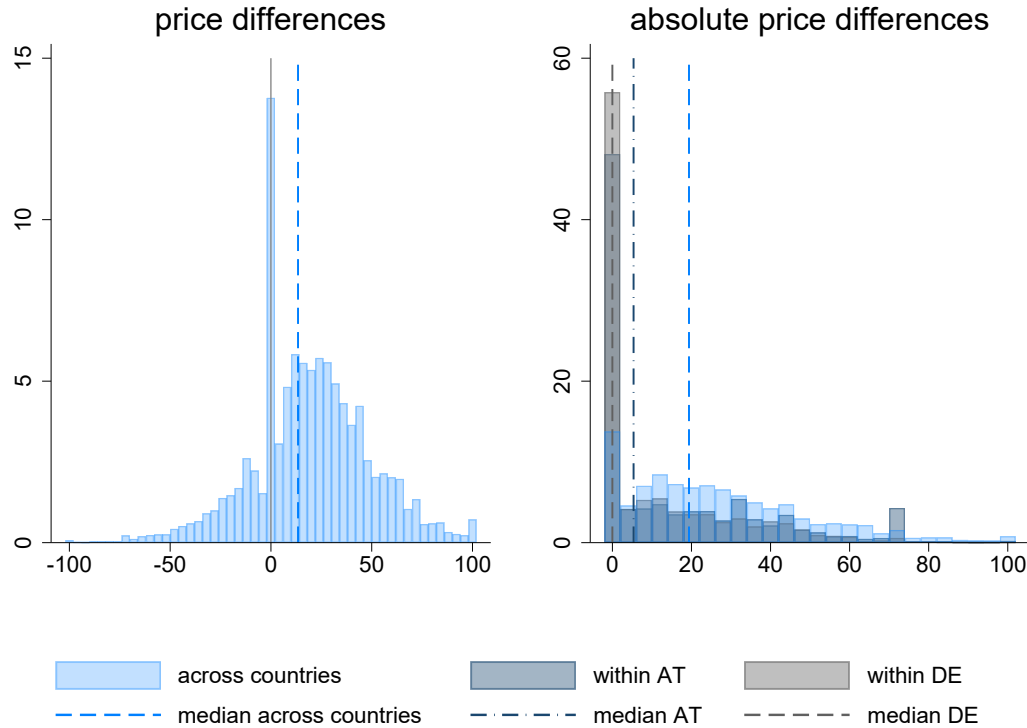 price differences
15
10
5
0
-100 -50 0 50 100
absolute price differences
60
40
20
0
0 20 40 60 80 100
across countries within AT within DE
median across countries median AT median DE